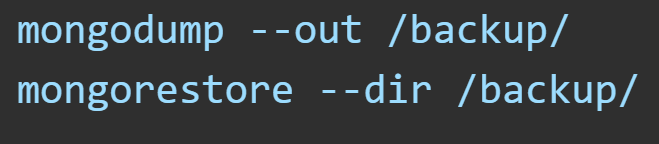 mongodump --out /backup/
mongorestore --dir /backup/